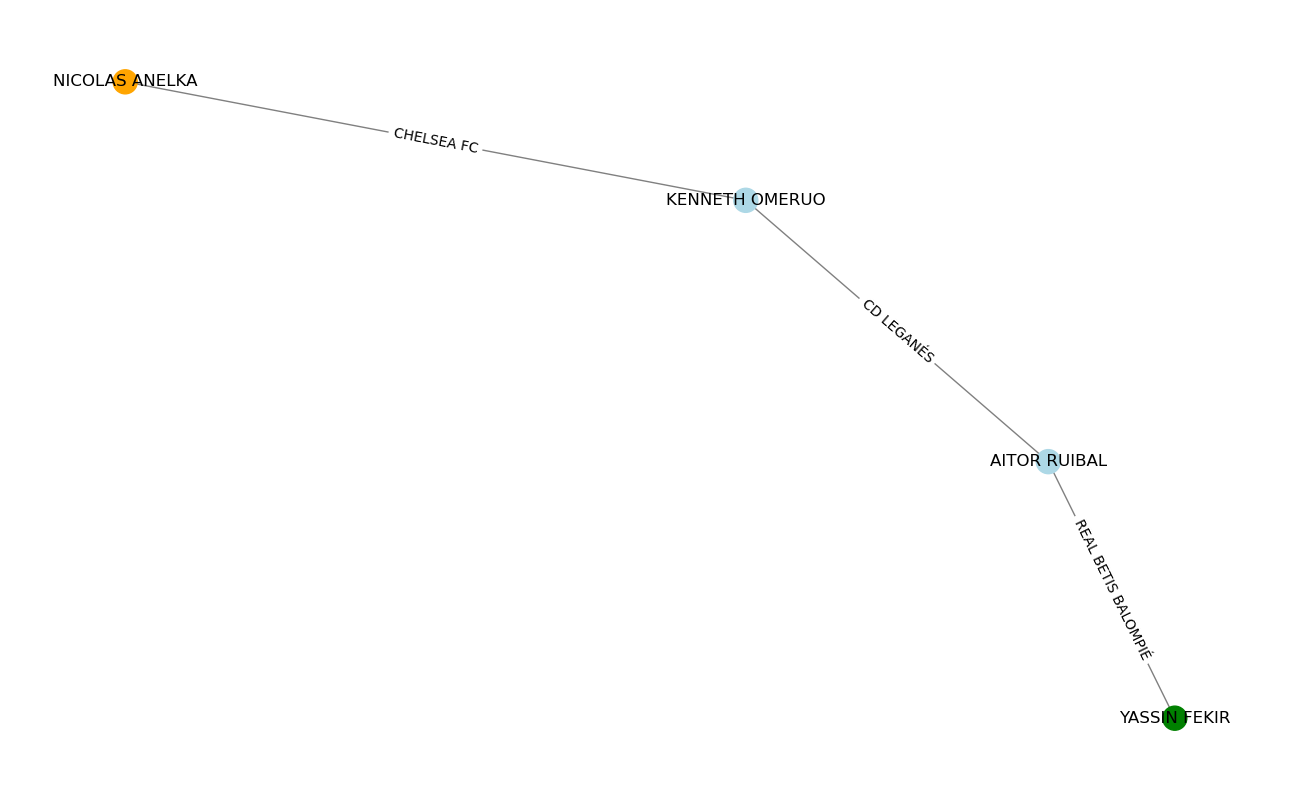 NICOLAS ANELKA
CHELSEA FC
KENNETH OMERUO
CD LEGANÉS
AITOR RUIBAL
REAL BETIS BALOMPIÉ
YASSIN FEKIR